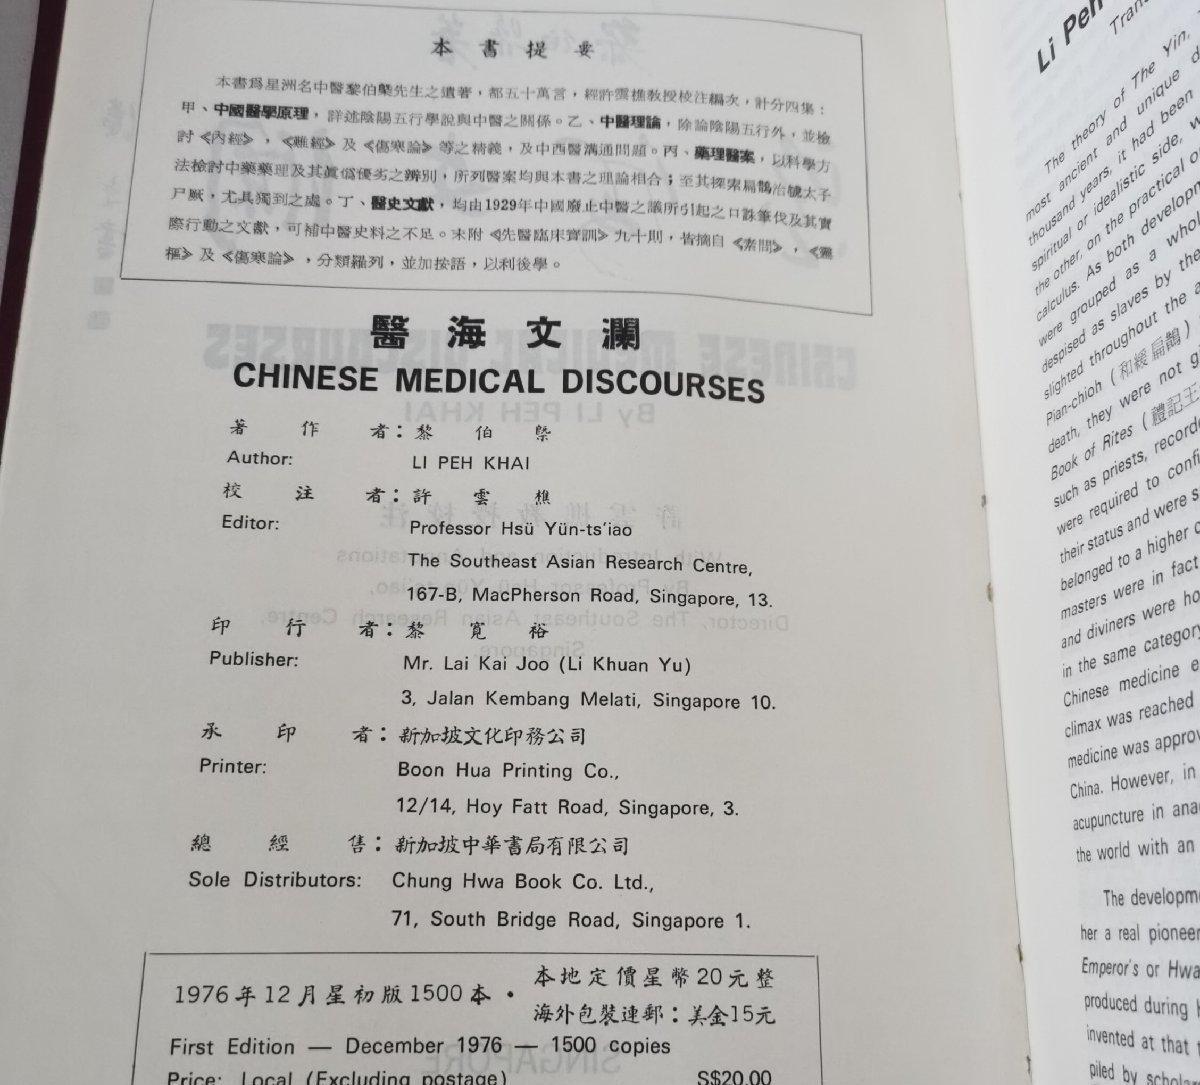 本書提要
本書爲星洲名中醫黎伯㮣先生之遺著，都五十萬言，經許雲樵教授校注編次，計分四集：
甲、中國醫學原理，詳述陰陽五行學說與中醫之關係。乙、中醫理論，除論陰陽五行外，並檢
討《內經》，《難經》及《傷寒論》等之精義，及中西醫溝通問題。丙、藥理醫案，以科學方
法檢討中藥藥理及其眞僞優劣之辨別，所列醫案均與本書之理論相合；至其探索扁鵲治虢太子
尸厥，尤具獨到之處。丁、醫史文獻，均由1929年中國廢止中醫之議所引起之口誅筆伐及其實
際行動之文獻，可補中醫史料之不足。末附《先醫臨床寶訓》九十則，皆摘自《素問》，《靈
樞》及《傷寒論》，分類羅列，並加按語，以利後學。
醫海文瀾
CHINESE MEDICAL DISCOURSES
著作者：黎伯㮣
Author: LI PEH KHAI
校注者：許雲樵
Editor: Professor Hsü Yün-ts'iao
The Southeast Asian Research Centre,
167-B, MacPherson Road, Singapore, 13.
印行者：黎寬裕
Publisher: Mr. Lai Kai Joo (Li Khuan Yu)
3, Jalan Kembang Melati, Singapore 10.
承印者：新加坡文化印務公司
Printer: Boon Hua Printing Co.,
12/14, Hoy Fatt Road, Singapore, 3.
總經售：新加坡中華書局有限公司
Sole Distributors: Chung Hwa Book Co. Ltd.,
71, South Bridge Road, Singapore 1.
1976年12月星初版1500本・本地定價星幣20元整
海外包裝連郵：美金15元
First Edition — December 1976 — 1500 copies
Price: Local (Excluding postage) S$20.00
Li Peh
Trans
The theory of The Yin,
most ancient and unique d
thousand years, it had been
spiritual or idealistic side, w
the other, on the practical o
calculus. As both developm
were grouped as a whol
despised as slaves by the
slighted throughout the a
Pian-chioh (和緩扁鵲)
death, they were not gi
Book of Rites (禮記王
such as priests, recorde
were required to confi
their status and were s
belonged to a higher c
masters were in fact
and diviners were ho
in the same category
Chinese medicine e
climax was reached
medicine was approv
China. However, in
acupuncture in anae
the world with an
The developme
her a real pioneer
Emperor's or Hwa
produced during h
invented at that t
piled by schola